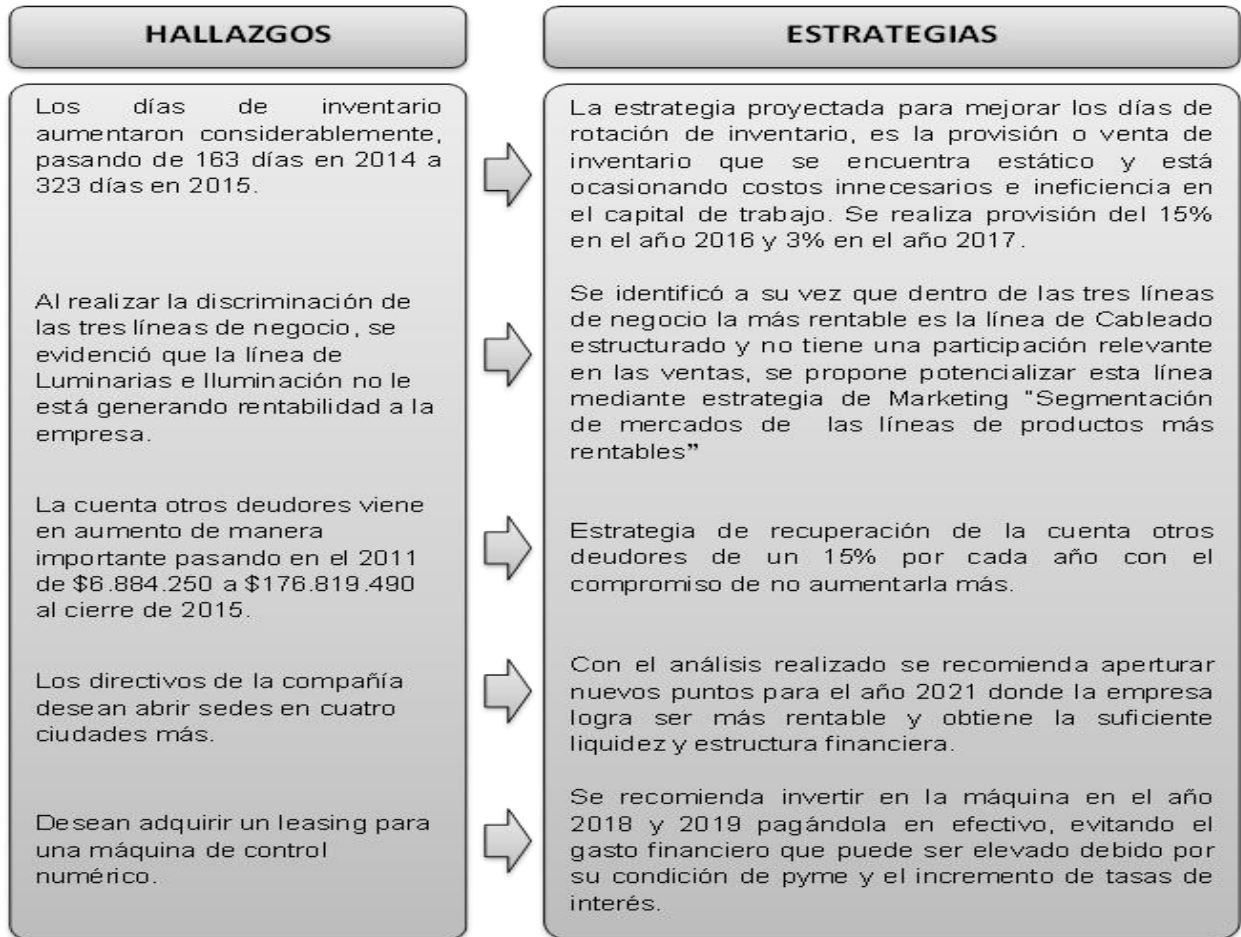 HALLAZGOS
ESTRATEGIAS
Los días de inventario
aumentaron considerablemente,
pasando de 163 días en 2014 a
323 días en 2015.
La estrategia proyectada para mejorar los días de
rotación de inventario, es la provisión o venta de
inventario que se encuentra estático y está
ocasionando costos innecesarios e ineficiencia en
el capital de trabajo. Se realiza provisión del 15%
en el año 2016 y 3% en el año 2017.
Al realizar la discriminación de
las tres líneas de negocio, se
evidenció que la línea de
Luminarias e Iluminación no le
está generando rentabilidad a la
empresa.
Se identificó a su vez que dentro de las tres líneas
de negocio la más rentable es la línea de Cableado
estructurado y no tiene una participación relevante
en las ventas, se propone potencializar esta línea
mediante estrategia de Marketing "Segmentación
de mercados de las líneas de productos más
rentables”
La cuenta otros deudores viene
en aumento de manera
importante pasando en el 2011
de $6.884.250 a $176.819.490
al cierre de 2015.
Estrategia de recuperación de la cuenta otros
deudores de un 15% por cada año con el
compromiso de no aumentarla más.
Los directivos de la compañía
desean abrir sedes en cuatro
ciudades más.
Con el análisis realizado se recomienda aperturar
nuevos puntos para el año 2021 donde la empresa
logra ser más rentable y obtiene la suficiente
liquidez y estructura financiera.
Desean adquirir un leasing para
una máquina de control
numérico.
Se recomienda invertir en la máquina en el año
2018 y 2019 pagándola en efectivo, evitando el
gasto financiero que puede ser elevado debido por
su condición de pyme y el incremento de tasas de
interés.